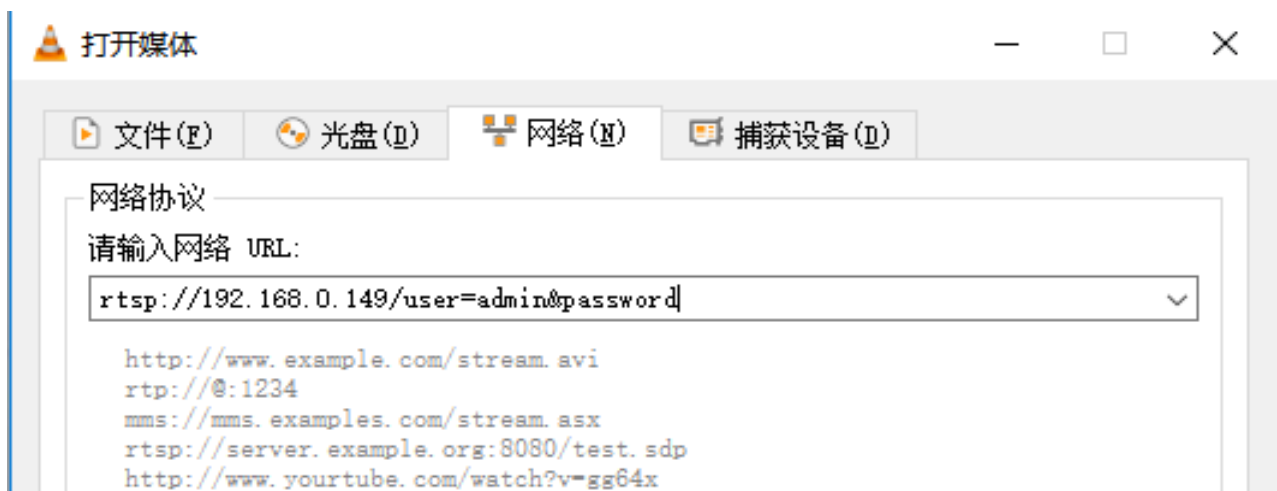 打开媒体
文件(F) 光盘(D) 网络(N) 捕获设备(D)
网络协议
请输入网络 URL:
rtsp://192.168.0.149/user=admin&password
http://www.example.com/stream.avi
rtp://@:1234
mms://mms.examples.com/stream.asx
rtsp://server.example.org:8080/test.sdp
http://www.yourtube.com/watch?v=gg64x